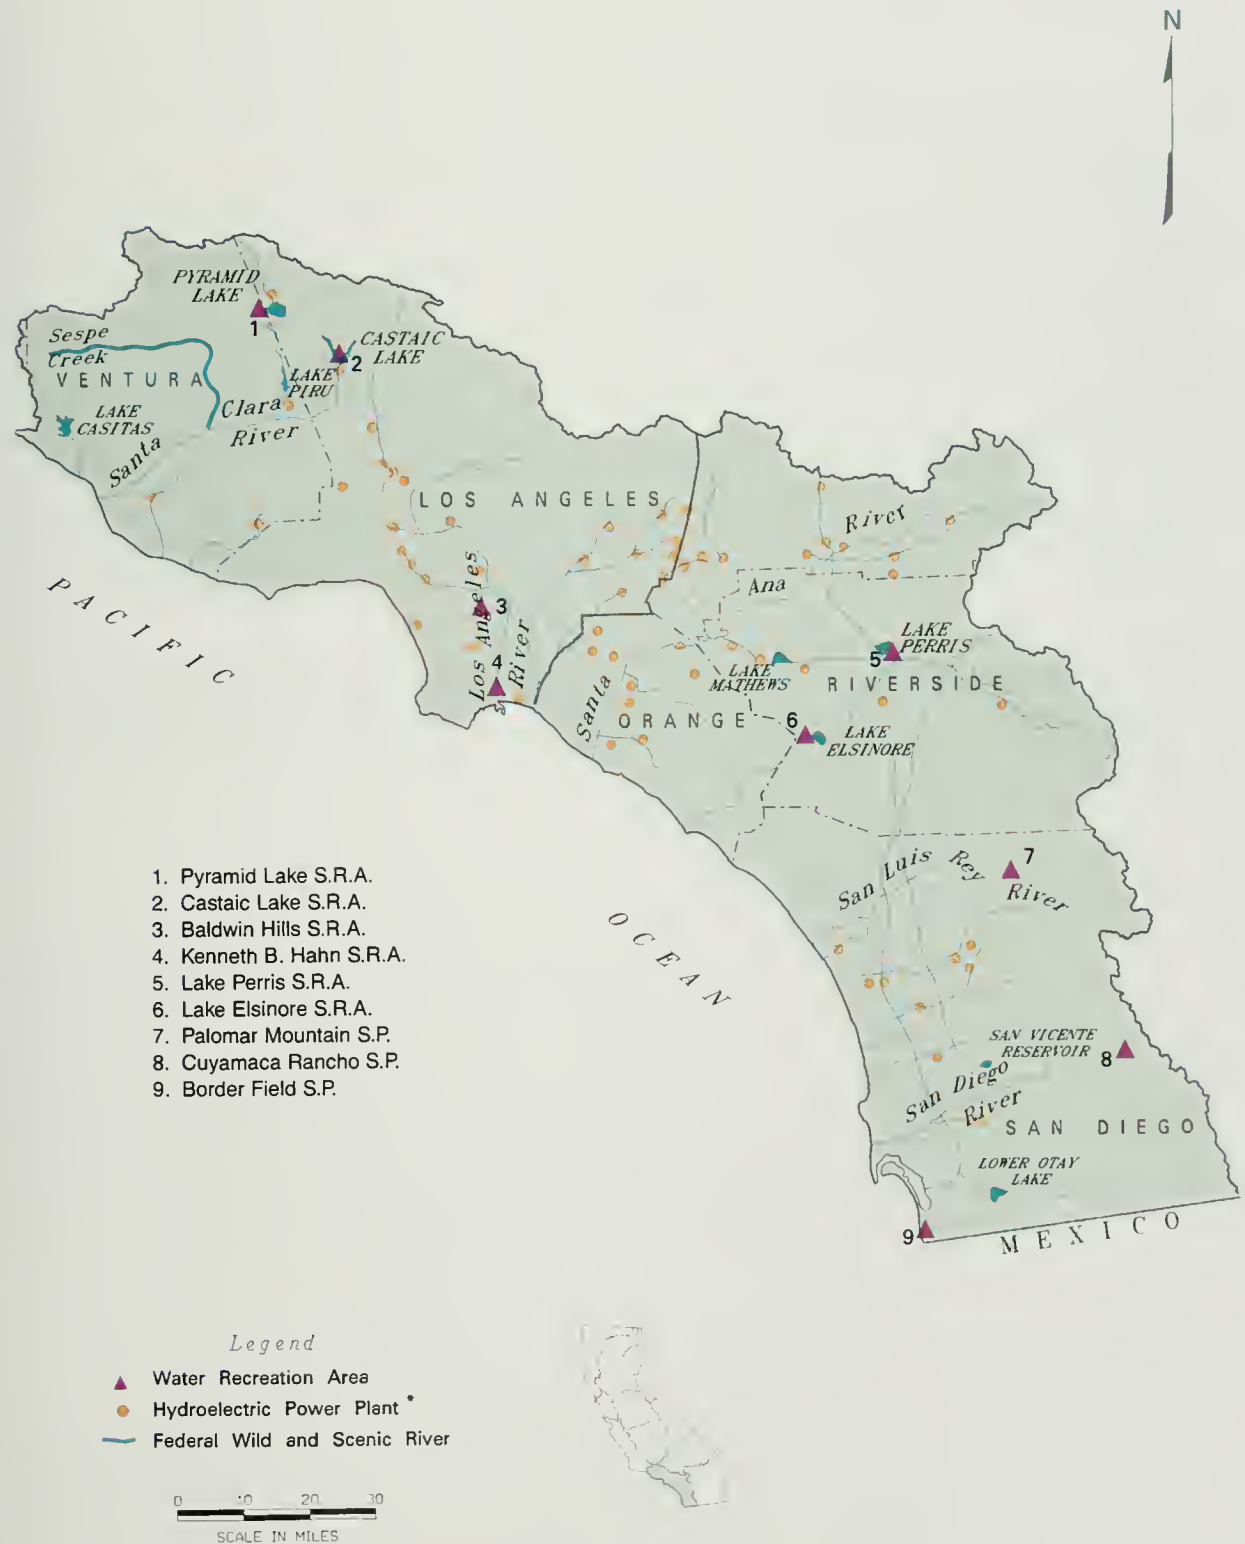 N
PYRAMID
LAKE
1
Sespe
Creek
CASTAIC
LAKE
2
VENTURA
LAKE
PIRU
LAKE
CASITAS
Santa
Clara
River
LOS ANGELES
River
PACIFIC
Los Angeles
River
3
Ana
4
LAKE
PERRIS
5
LAKE
MATHEWS
RIVERSIDE
Santa
ORANGE
6
LAKE
ELSINORE
San Luis Rey
River
7
OCEAN
1. Pyramid Lake S.R.A.
2. Castaic Lake S.R.A.
3. Baldwin Hills S.R.A.
4. Kenneth B. Hahn S.R.A.
5. Lake Perris S.R.A.
6. Lake Elsinore S.R.A.
7. Palomar Mountain S.P.
8. Cuyamaca Rancho S.P.
9. Border Field S.P.
SAN VICENTE
RESERVOIR
8
San Diego
River
SAN DIEGO
LOWER OTAY
LAKE
9
MEXICO
Legend
Water Recreation Area
Hydroelectric Power Plant *
Federal Wild and Scenic River
0 10 20 30
SCALE IN MILES